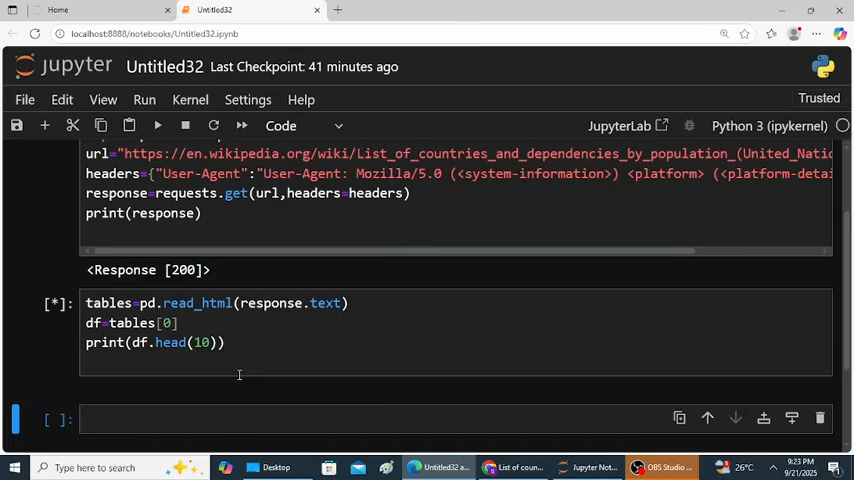 Home
Untitled32
localhost:8888/notebooks/Untitled32.ipynb
jupyter Untitled32 Last Checkpoint: 41 minutes ago
File Edit View Run Kernel Settings Help
Trusted
Code
JupyterLab
Python 3 (ipykernel)
url="https://en.wikipedia.org/wiki/List_of_countries_and_dependencies_by_population_(United_Natio
headers={"User-Agent":"User-Agent: Mozilla/5.0 (<system-information>) <platform> (<platform-detai
response=requests.get(url,headers=headers)
print(response)
<Response [200]>
[*]:
tables=pd.read_html(response.text)
df=tables[0]
print(df.head(10))
[ ]:
Type here to search
Desktop
Untitled32 a...
List of coun...
Jupyter Not...
OBS Studio ...
26°C
9:23 PM
9/21/2025